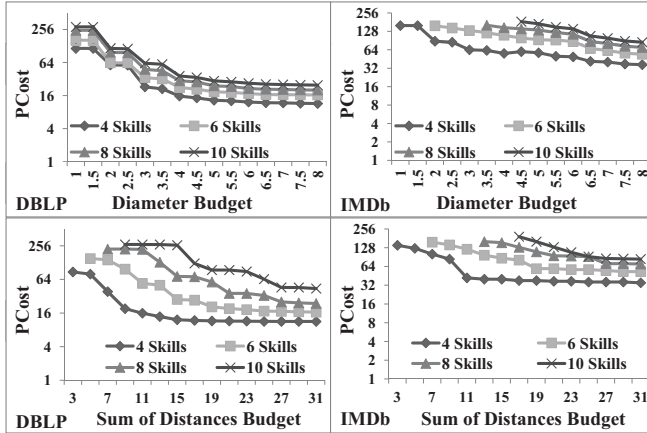 PCost
256
64
16
4
1
4 Skills
6 Skills
8 Skills
10 Skills
1 1.5 2 2.5 3 3.5 4 4.5 5 5.5 6 6.5 7 7.5 8
DBLP
Diameter Budget
PCost
256
128
64
32
16
8
4
2
1
4 Skills
6 Skills
8 Skills
10 Skills
1 1.5 2 2.5 3 3.5 4 4.5 5 5.5 6 6.5 7 7.5 8
IMDb
Diameter Budget
PCost
256
64
16
4
1
4 Skills
6 Skills
8 Skills
10 Skills
3 7 11 15 19 23 27 31
DBLP
Sum of Distances Budget
PCost
256
128
64
32
16
8
4
2
1
4 Skills
6 Skills
8 Skills
10 Skills
3 7 11 15 19 23 27 31
IMDb
Sum of Distances Budget